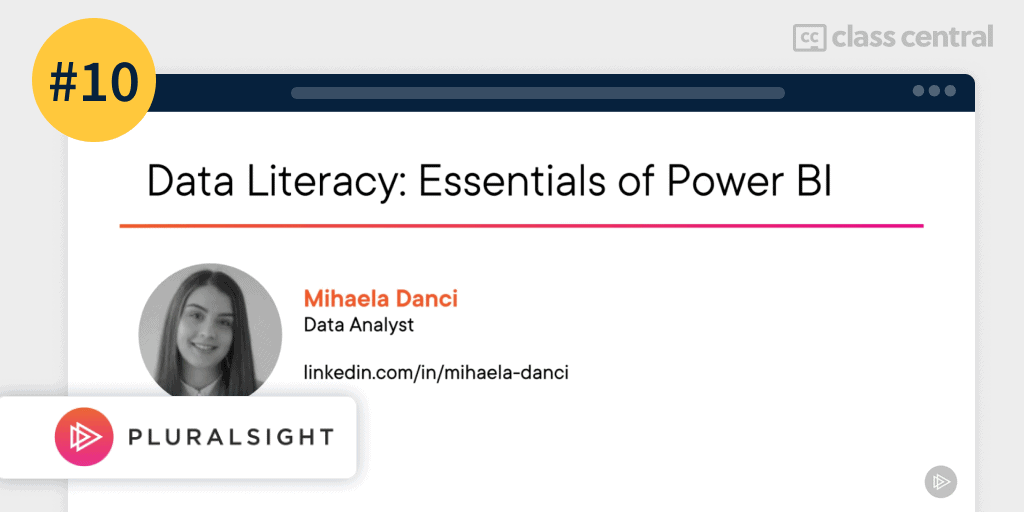 #10
cc class central
Data Literacy: Essentials of Power BI
Mihaela Danci
Data Analyst
linkedin.com/in/mihaela-danci
PLURALSIGHT